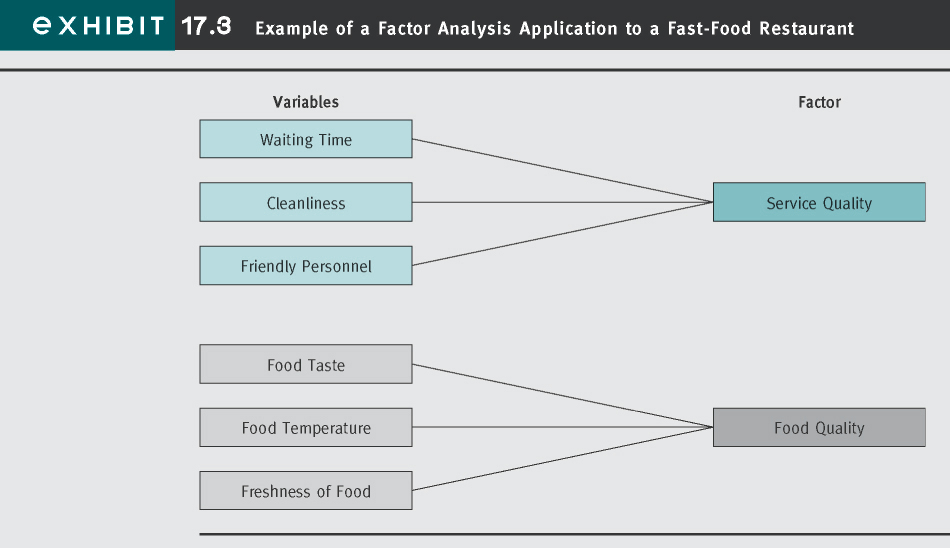 eXHIBIT 17.3 Example of a Factor Analysis Application to a Fast-Food Restaurant
Variables Factor
Waiting Time
Cleanliness Service Quality
Friendly Personnel
Food Taste
Food Temperature Food Quality
Freshness of Food